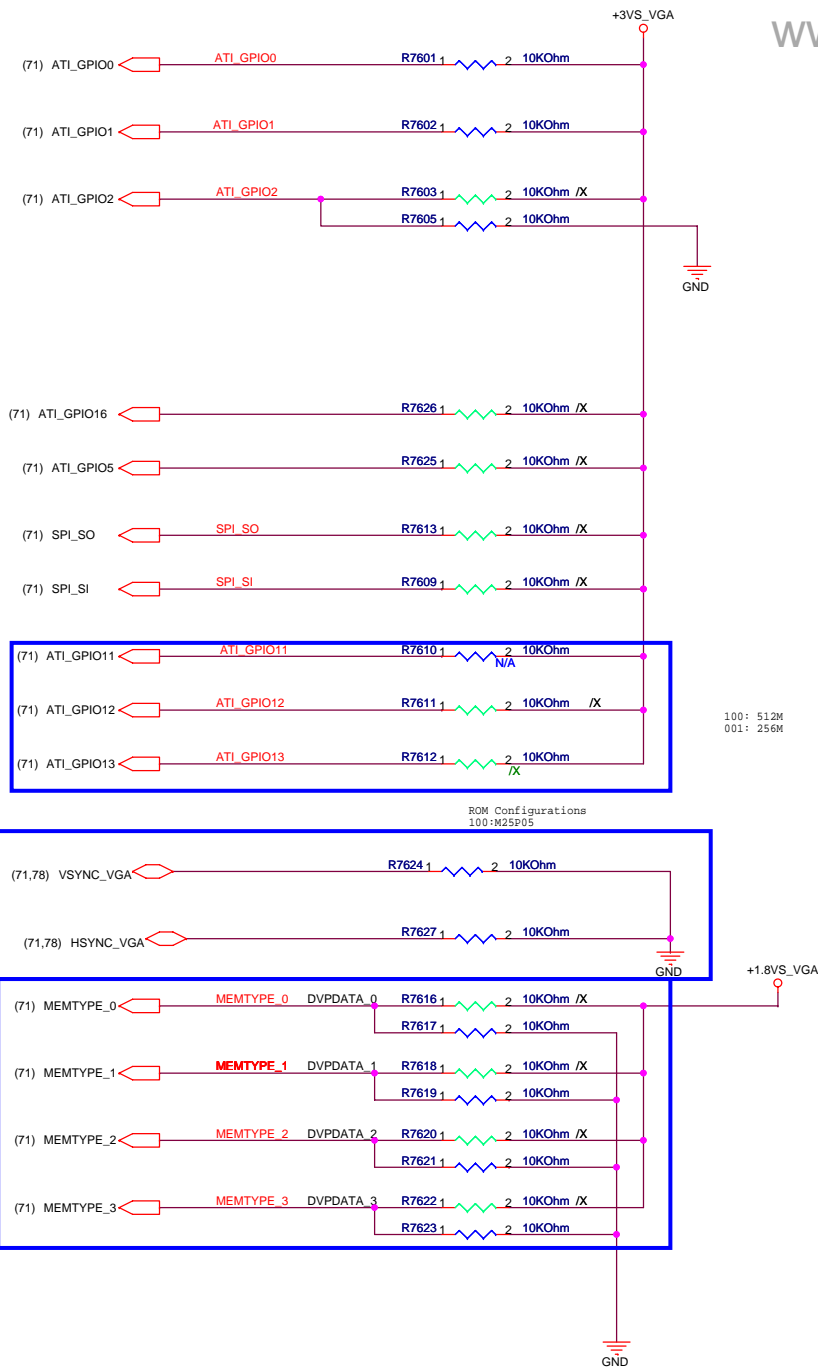 +3VS_VGA
(71) ATI_GPIO0 ATI_GPIO0 R7601 1 2 10KOhm
(71) ATI_GPIO1 ATI_GPIO1 R7602 1 2 10KOhm
(71) ATI_GPIO2 ATI_GPIO2 R7603 1 2 10KOhm /X
R7605 1 2 10KOhm
GND
(71) ATI_GPIO16 R7626 1 2 10KOhm /X
(71) ATI_GPIO5 R7625 1 2 10KOhm /X
(71) SPI_SO SPI_SO R7613 1 2 10KOhm /X
(71) SPI_SI SPI_SI R7609 1 2 10KOhm /X
(71) ATI_GPIO11 ATI_GPIO11 R7610 1 2 10KOhm
N/A
(71) ATI_GPIO12 ATI_GPIO12 R7611 1 2 10KOhm /X
100: 512M
001: 256M
(71) ATI_GPIO13 ATI_GPIO13 R7612 1 2 10KOhm
/X
ROM Configurations
100:M25P05
(71,78) VSYNC_VGA R7624 1 2 10KOhm
(71,78) HSYNC_VGA R7627 1 2 10KOhm
GND
+1.8VS_VGA
(71) MEMTYPE_0 MEMTYPE_0 DVPDATA_0 R7616 1 2 10KOhm /X
R7617 1 2 10KOhm
(71) MEMTYPE_1 MEMTYPE_1 DVPDATA_1 R7618 1 2 10KOhm /X
R7619 1 2 10KOhm
(71) MEMTYPE_2 MEMTYPE_2 DVPDATA_2 R7620 1 2 10KOhm /X
R7621 1 2 10KOhm
(71) MEMTYPE_3 MEMTYPE_3 DVPDATA_3 R7622 1 2 10KOhm /X
R7623 1 2 10KOhm
GND